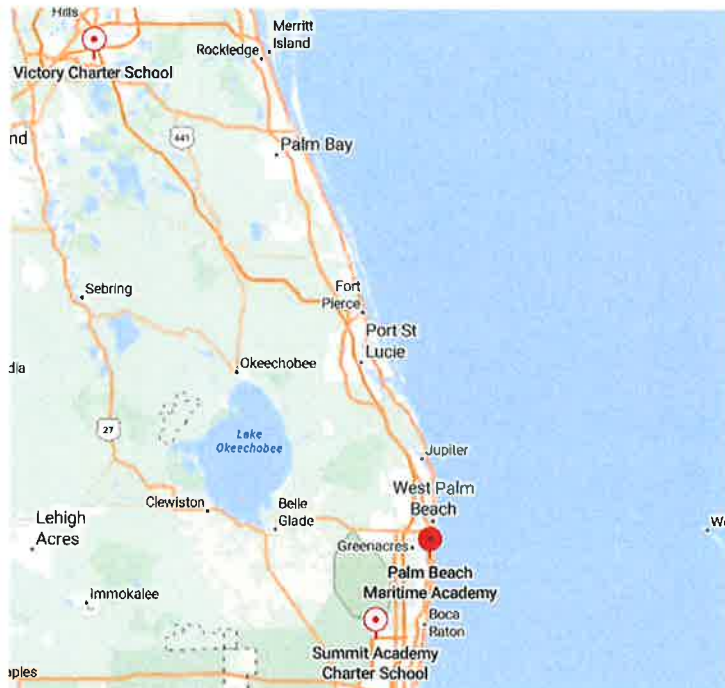 Hills
Merritt
Island
Rockledge
Victory Charter School
441
nd
Palm Bay
Sebring
Fort
Pierce
Port St
Lucie
Okeechobee
dia
27
Lake
Okeechobee
Jupiter
West Palm
Beach
Clewiston
Belle
Glade
Lehigh
Acres
We
Greenacres
Palm Beach
Maritime Academy
Immokalee
Boca
Raton
Summit Academy
Charter School
aples